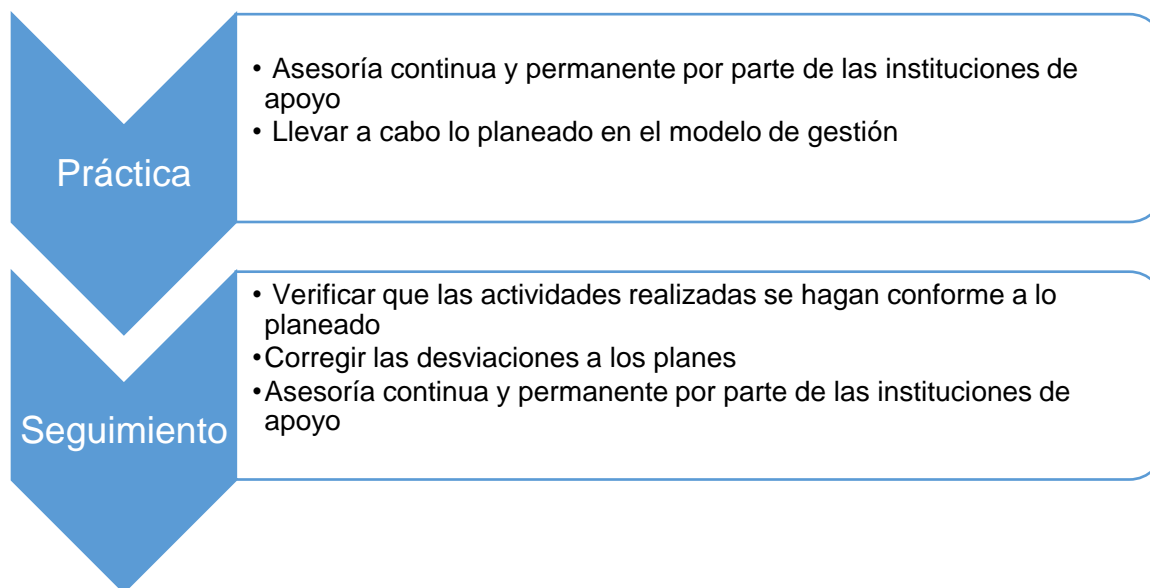 Práctica
• Asesoría continua y permanente por parte de las instituciones de
apoyo
• Llevar a cabo lo planeado en el modelo de gestión
Seguimiento
• Verificar que las actividades realizadas se hagan conforme a lo
planeado
•Corregir las desviaciones a los planes
•Asesoría continua y permanente por parte de las instituciones de
apoyo